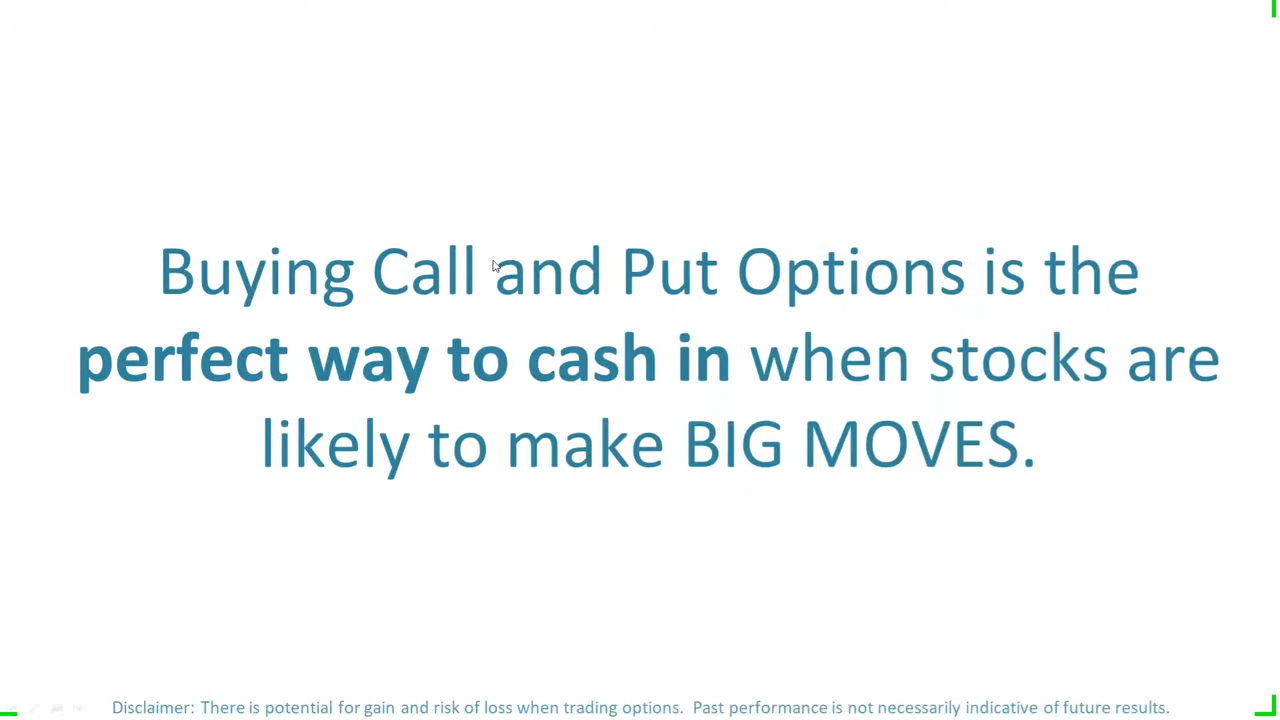 Buying Call and Put Options is the
perfect way to cash in when stocks are
likely to make BIG MOVES.
Disclaimer: There is potential for gain and risk of loss when trading options.  Past performance is not necessarily indicative of future results.